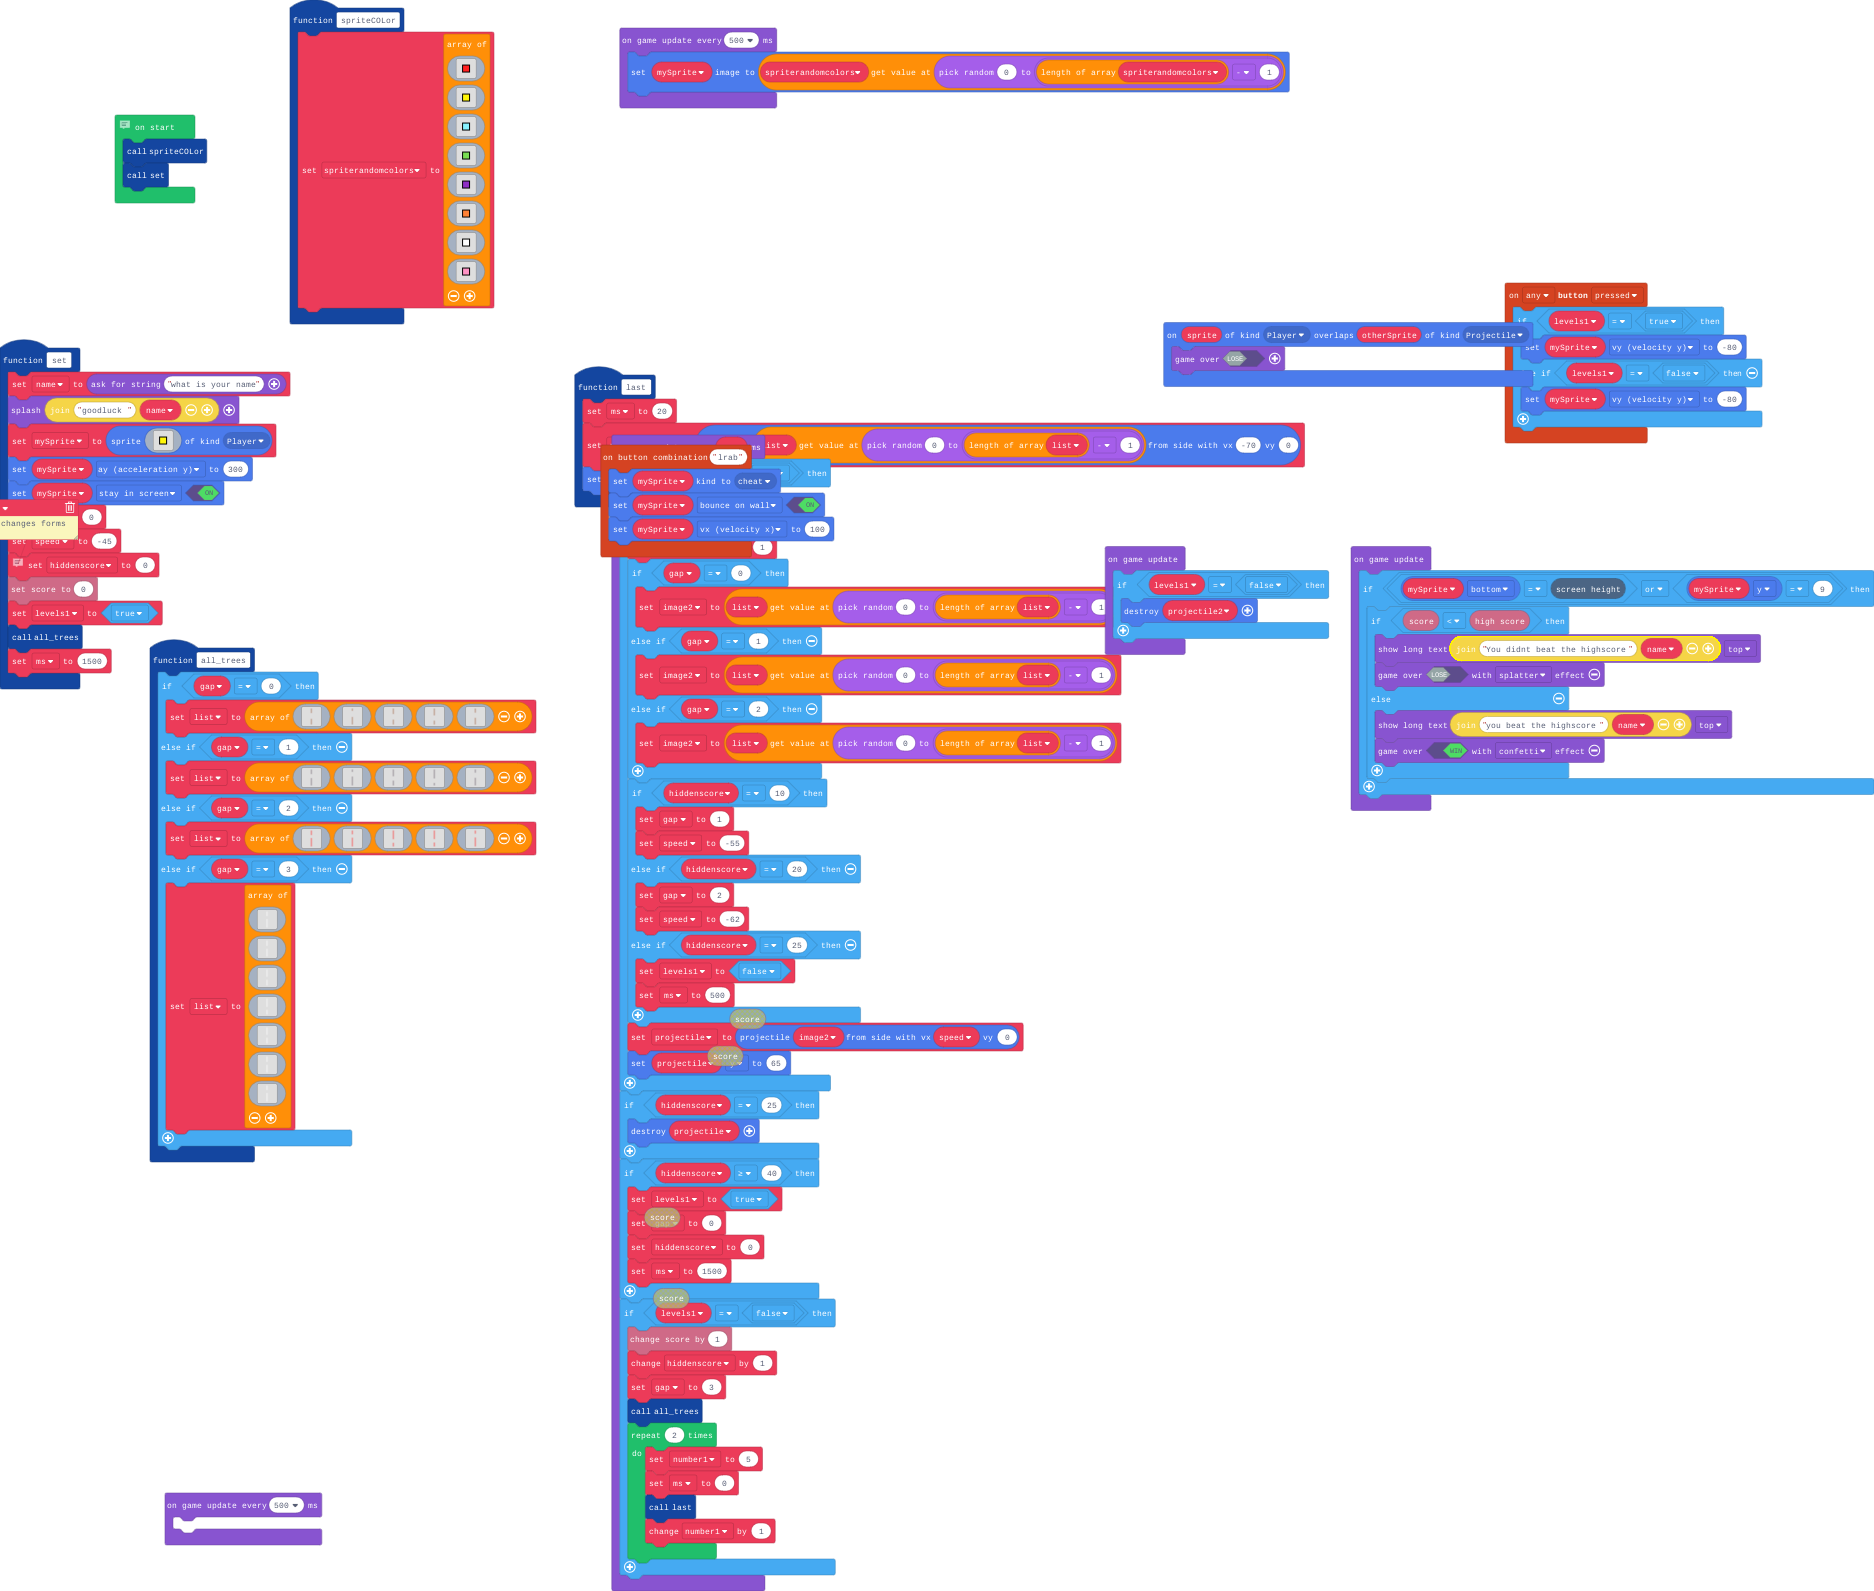 function spriteCOLor
array of
set spriterandomcolors to
on start
call spriteCOLor
call set
on game update every 500 ms
set mySprite image to spriterandomcolors get value at pick random 0 to length of array spriterandomcolors - 1
function set
set name to ask for string "what is your name"
splash join "goodluck " name
set mySprite to sprite of kind Player
set mySprite ay (acceleration y) to 300
set mySprite stay in screen ON
0
changes forms
set speed to -45
set hiddenscore to 0
set score to 0
set levels1 to true
call all_trees
set ms to 1500
function all_trees
if gap = 0 then
set list to array of
else if gap = 1 then
set list to array of
else if gap = 2 then
set list to array of
else if gap = 3 then
array of
set list to
on game update every 500 ms
function last
set ms to 20
set list get value at pick random 0 to length of array list - 1 from side with vx -70 vy 0
set
ms
then
on button combination "lrab"
set mySprite kind to cheat
set mySprite bounce on wall ON
set mySprite vx (velocity x) to 100
1
if gap = 0 then
set image2 to list get value at pick random 0 to length of array list - 1
else if gap = 1 then
set image2 to list get value at pick random 0 to length of array list - 1
else if gap = 2 then
set image2 to list get value at pick random 0 to length of array list - 1
if hiddenscore = 10 then
set gap to 1
set speed to -55
else if hiddenscore = 20 then
set gap to 2
set speed to -62
else if hiddenscore = 25 then
set levels1 to false
set ms to 500
score
set projectile to projectile image2 from side with vx speed vy 0
score
set projectile to 65
if hiddenscore = 25 then
destroy projectile
if hiddenscore ≥ 40 then
set levels1 to true
score
set gap to 0
set hiddenscore to 0
set ms to 1500
score
if levels1 = false then
change score by 1
change hiddenscore by 1
set gap to 3
call all_trees
repeat 2 times
do
set number1 to 5
set ms to 0
call last
change number1 by 1
on sprite of kind Player overlaps otherSprite of kind Projectile
game over LOSE
on any button pressed
if levels1 = true then
set mySprite vy (velocity y) to -80
if levels1 = false then
set mySprite vy (velocity y) to -80
on game update
if levels1 = false then
destroy projectile2
on game update
if mySprite bottom = screen height or mySprite y = 9 then
if score < high score then
show long text join "You didnt beat the highscore " name top
game over LOSE with splatter effect
else
show long text join "you beat the highscore " name top
game over WIN with confetti effect